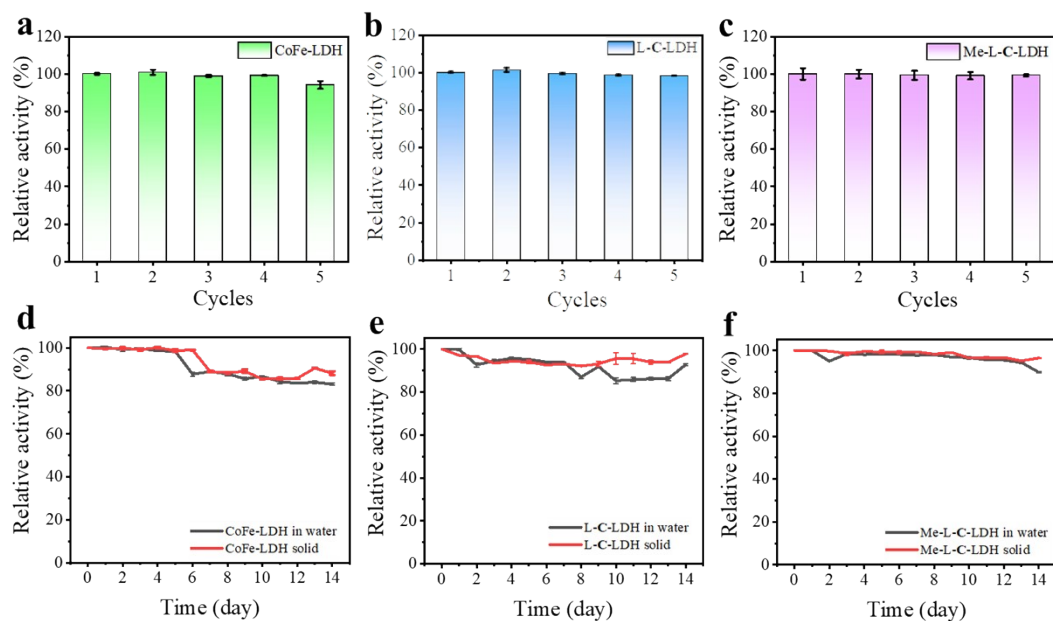 a
CoFe-LDH
Relative activity (%)
120
100
80
60
40
20
0
1 2 3 4 5
Cycles
b
L-C-LDH
Relative activity (%)
120
100
80
60
40
20
0
1 2 3 4 5
Cycles
c
Me-L-C-LDH
Relative activity (%)
120
100
80
60
40
20
0
1 2 3 4 5
Cycles
d
Relative activity (%)
100
80
60
40
20
0
CoFe-LDH in water
CoFe-LDH solid
0 2 4 6 8 10 12 14
Time (day)
e
Relative activity (%)
100
80
60
40
20
0
L-C-LDH in water
L-C-LDH solid
0 2 4 6 8 10 12 14
Time (day)
f
Relative activity (%)
100
80
60
40
20
0
Me-L-C-LDH in water
Me-L-C-LDH solid
0 2 4 6 8 10 12 14
Time (day)